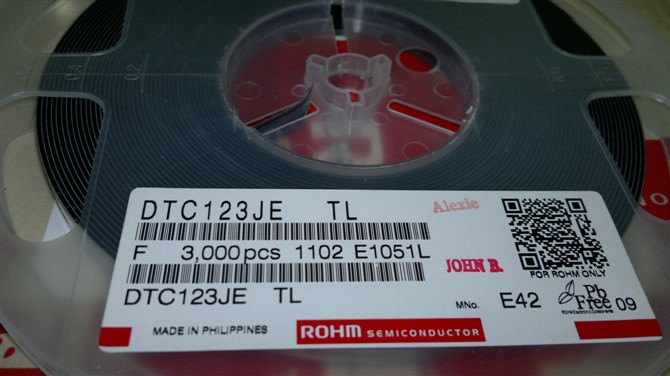 DTC123JE TL
Alexie
F 3,000pcs 1102 E1051L
JOHN R.
FOR ROHM ONLY
DTC123JE TL
MNo. E42
Pb Free 09
MADE IN PHILIPPINES
ROHM SEMICONDUCTOR